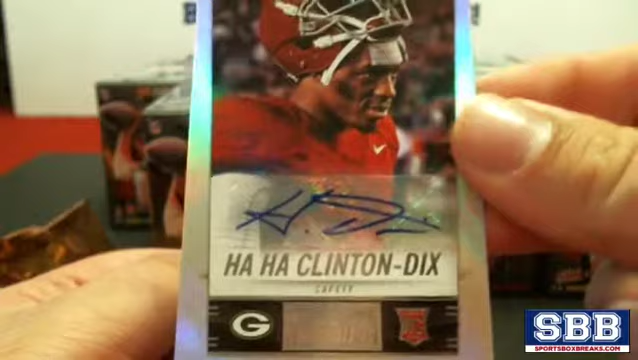 HA HA CLINTON-DIX
SAFETY
G
SBB
SPORTSBOXBREAKS.COM